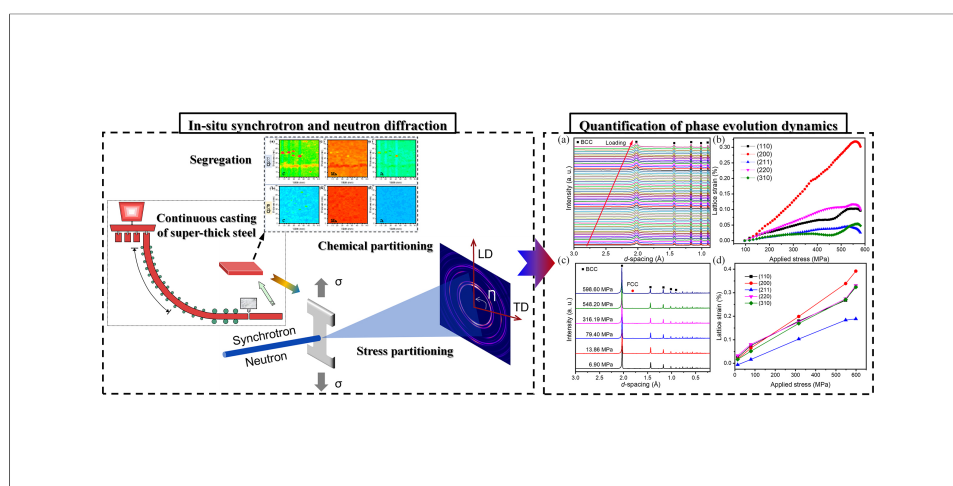 In-situ synchrotron and neutron diffraction
Segregation
Continuous casting
of super-thick steel
Chemical partitioning
LD
TD
η
σ
Synchrotron
Neutron
Stress partitioning
σ
Quantification of phase evolution dynamics
(a)
■ BCC
Loading
Intensity (a. u.)
3.0 2.5 2.0 1.5 1.0
d-spacing (Å)
(b)
Lattice strain (%)
0.30
0.25
0.20
0.15
0.10
0.05
0.00
(110)
(200)
(211)
(220)
(310)
0 100 200 300 400 500 600
Applied stress (MPa)
(c)
■ BCC
FCC
598.60 MPa
548.20 MPa
316.19 MPa
79.40 MPa
13.86 MPa
6.90 MPa
Intensity (a. u.)
3.0 2.5 2.0 1.5 1.0 0.5
d-spacing (Å)
(d)
Lattice strain (%)
0.4
0.3
0.2
0.1
0.0
(110)
(200)
(211)
(220)
(310)
0 100 200 300 400 500 600
Applied stress (MPa)